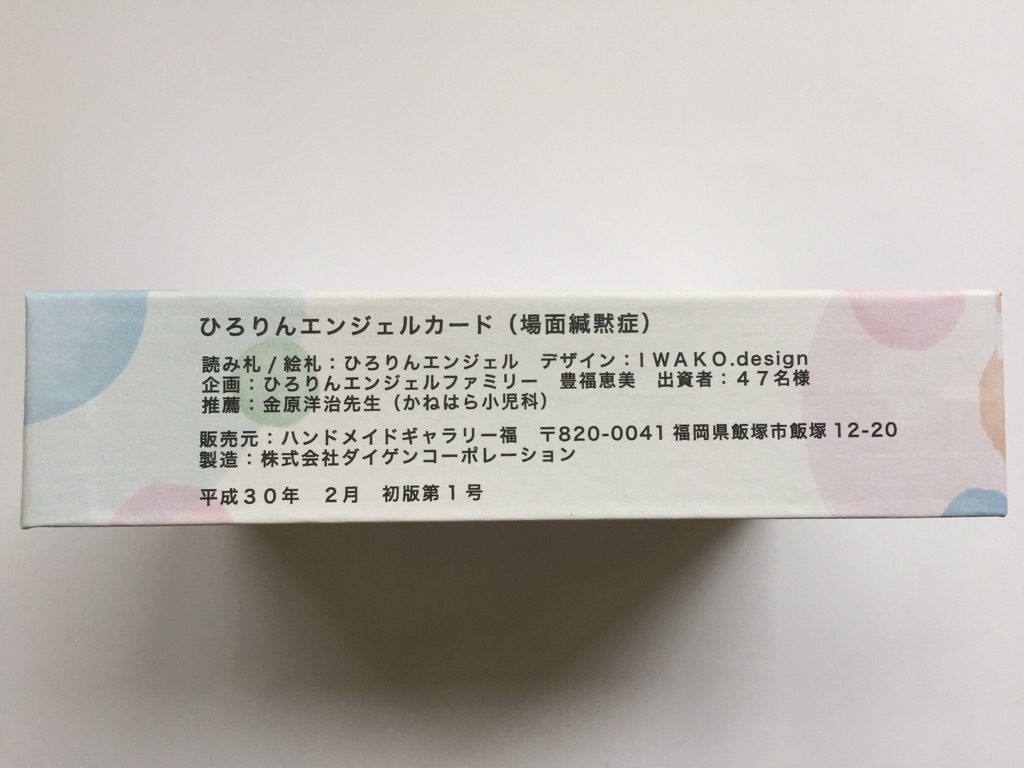 ひろりんエンジェルカード（場面緘黙症）
読み札/絵札：ひろりんエンジェル　デザイン：ＩＷＡＫＯ.design
企画：ひろりんエンジェルファミリー　豊福恵美　出資者：４７名様
推薦：金原洋治先生（かねはら小児科）
販売元：ハンドメイドギャラリー福　〒820-0041 福岡県飯塚市飯塚 12-20
製造：株式会社ダイゲンコーポレーション
平成３０年　２月　初版第１号